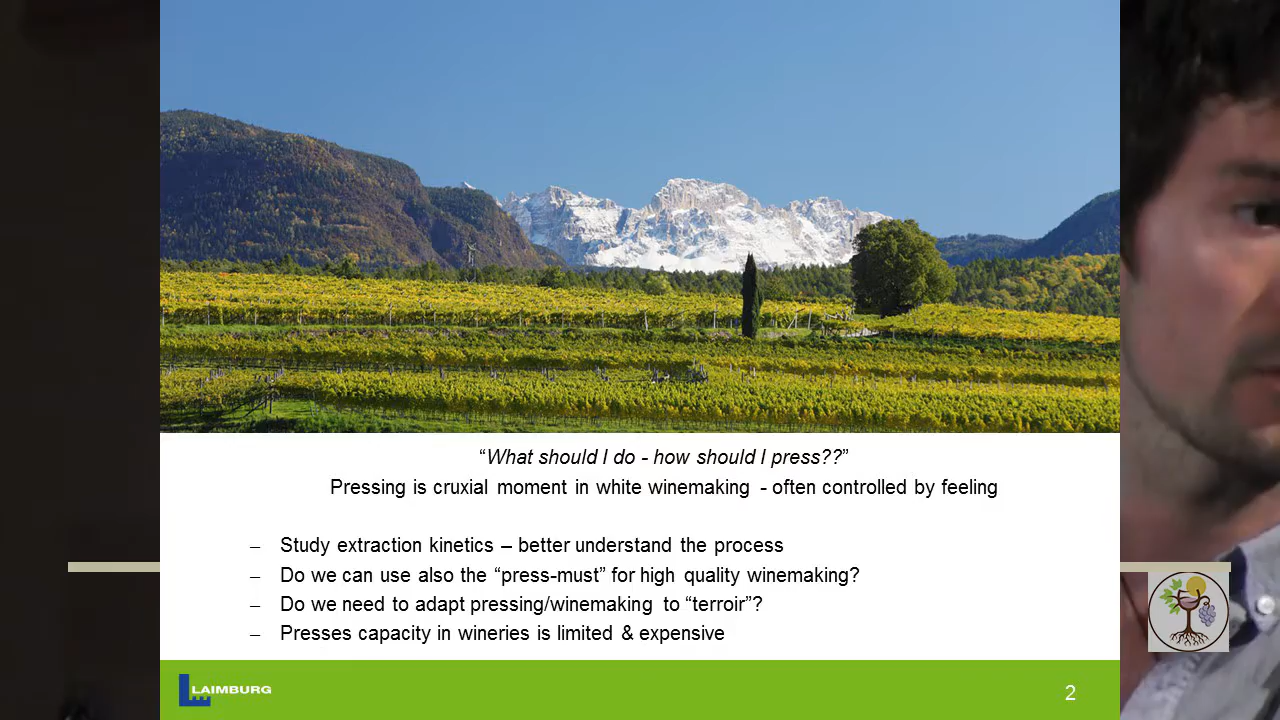 “What should I do - how should I press??”
Pressing is cruxial moment in white winemaking - often controlled by feeling
– Study extraction kinetics – better understand the process
– Do we can use also the “press-must” for high quality winemaking?
– Do we need to adapt pressing/winemaking to “terroir”?
– Presses capacity in wineries is limited & expensive
LAIMBURG
2